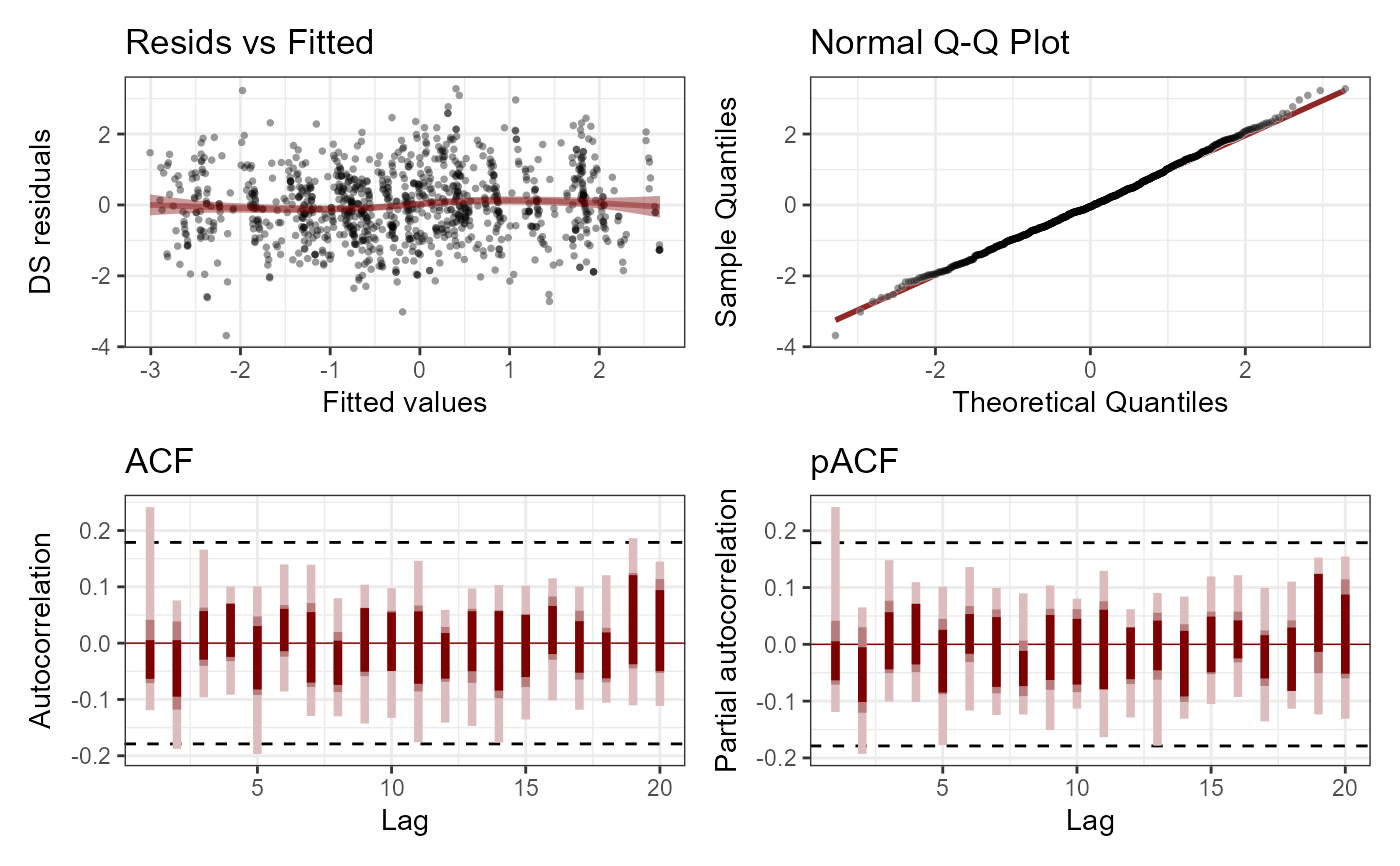 Resids vs Fitted
DS residuals
2
0
-2
-4
-3 -2 -1 0 1 2
Fitted values
Normal Q-Q Plot
Sample Quantiles
2
0
-2
-4
-2 0 2
Theoretical Quantiles
ACF
Autocorrelation
0.2
0.1
0.0
-0.1
-0.2
5 10 15 20
Lag
pACF
Partial autocorrelation
0.2
0.1
0.0
-0.1
-0.2
5 10 15 20
Lag